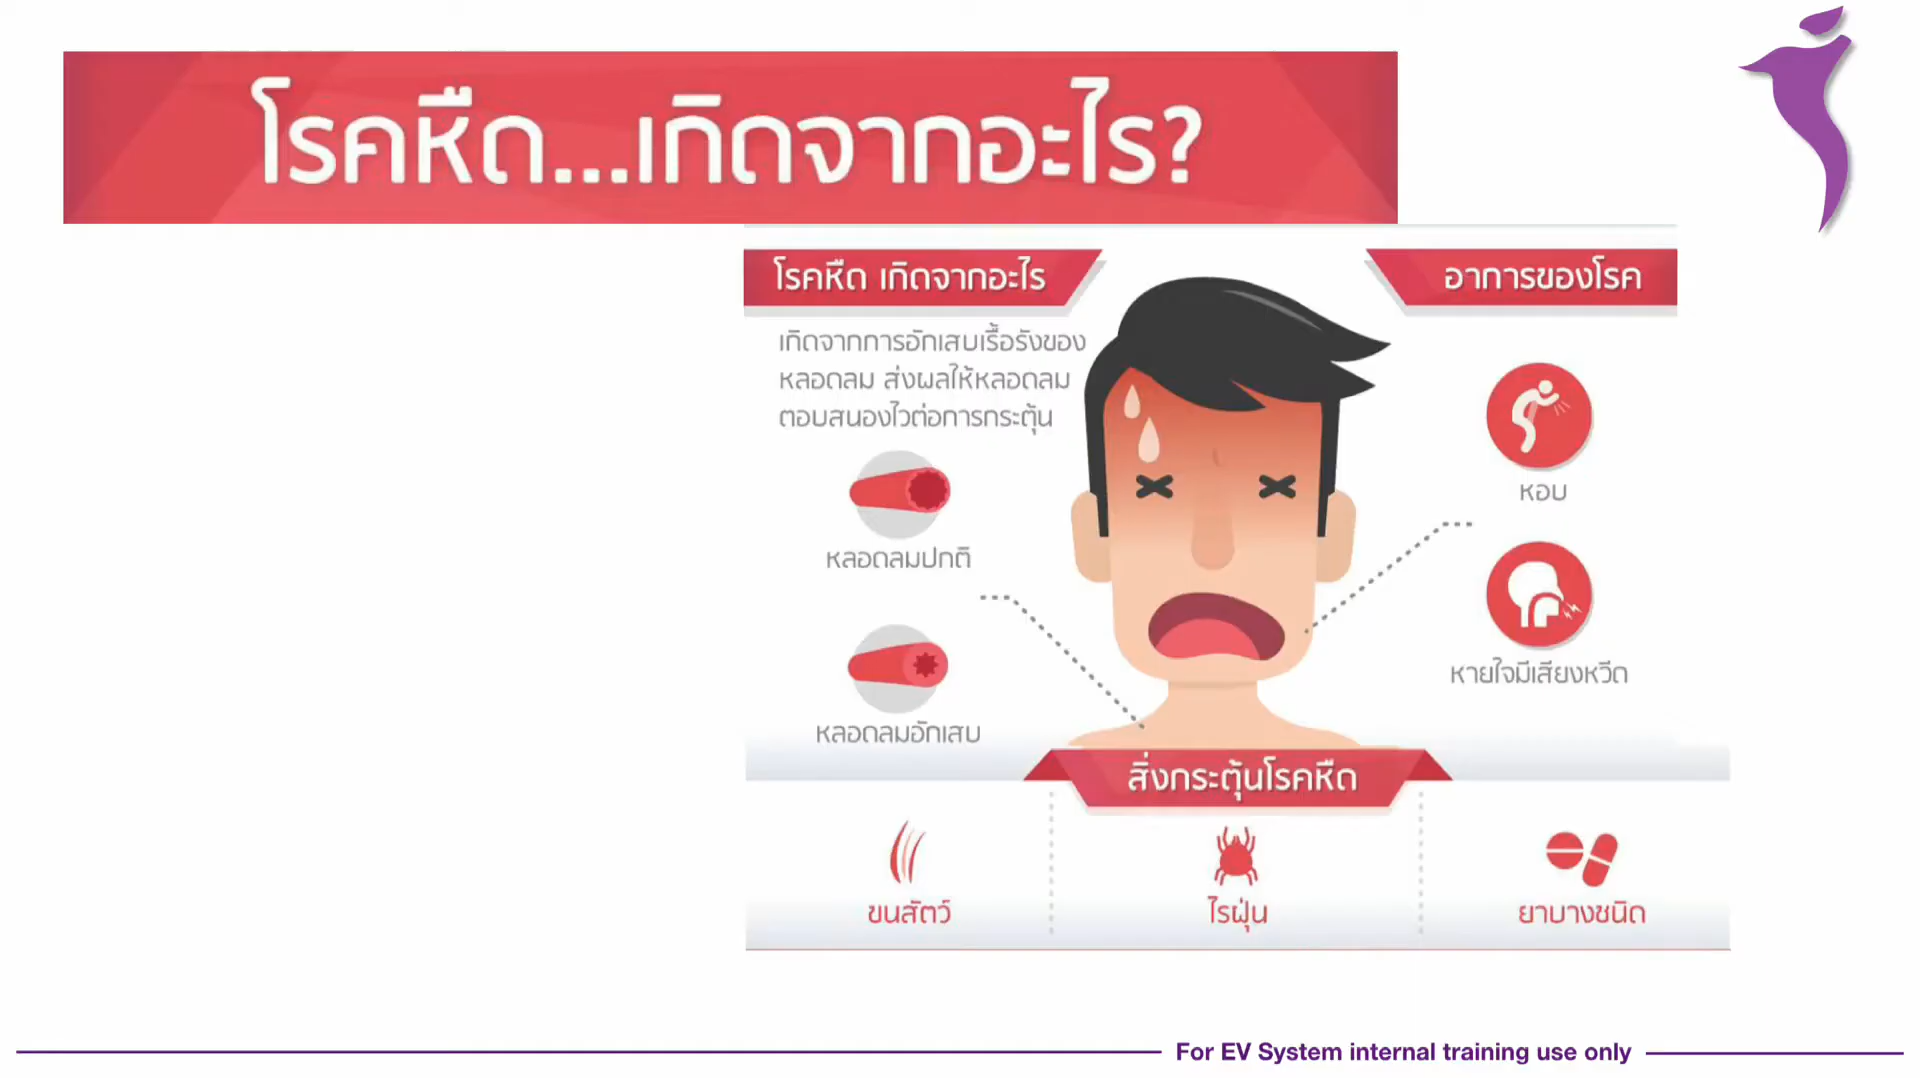 โรคหืด...เกิดจากอะไร?
โรคหืด เกิดจากอะไร
เกิดจากการอักเสบเรื้อรังของ
หลอดลม ส่งผลให้หลอดลม
ตอบสนองไวต่อการกระตุ้น
หลอดลมปกติ
หลอดลมอักเสบ
อาการของโรค
หอบ
หายใจมีเสียงหวีด
สิ่งกระตุ้นโรคหืด
ขนสัตว์
ไรฝุ่น
ยาบางชนิด
For EV System internal training use only